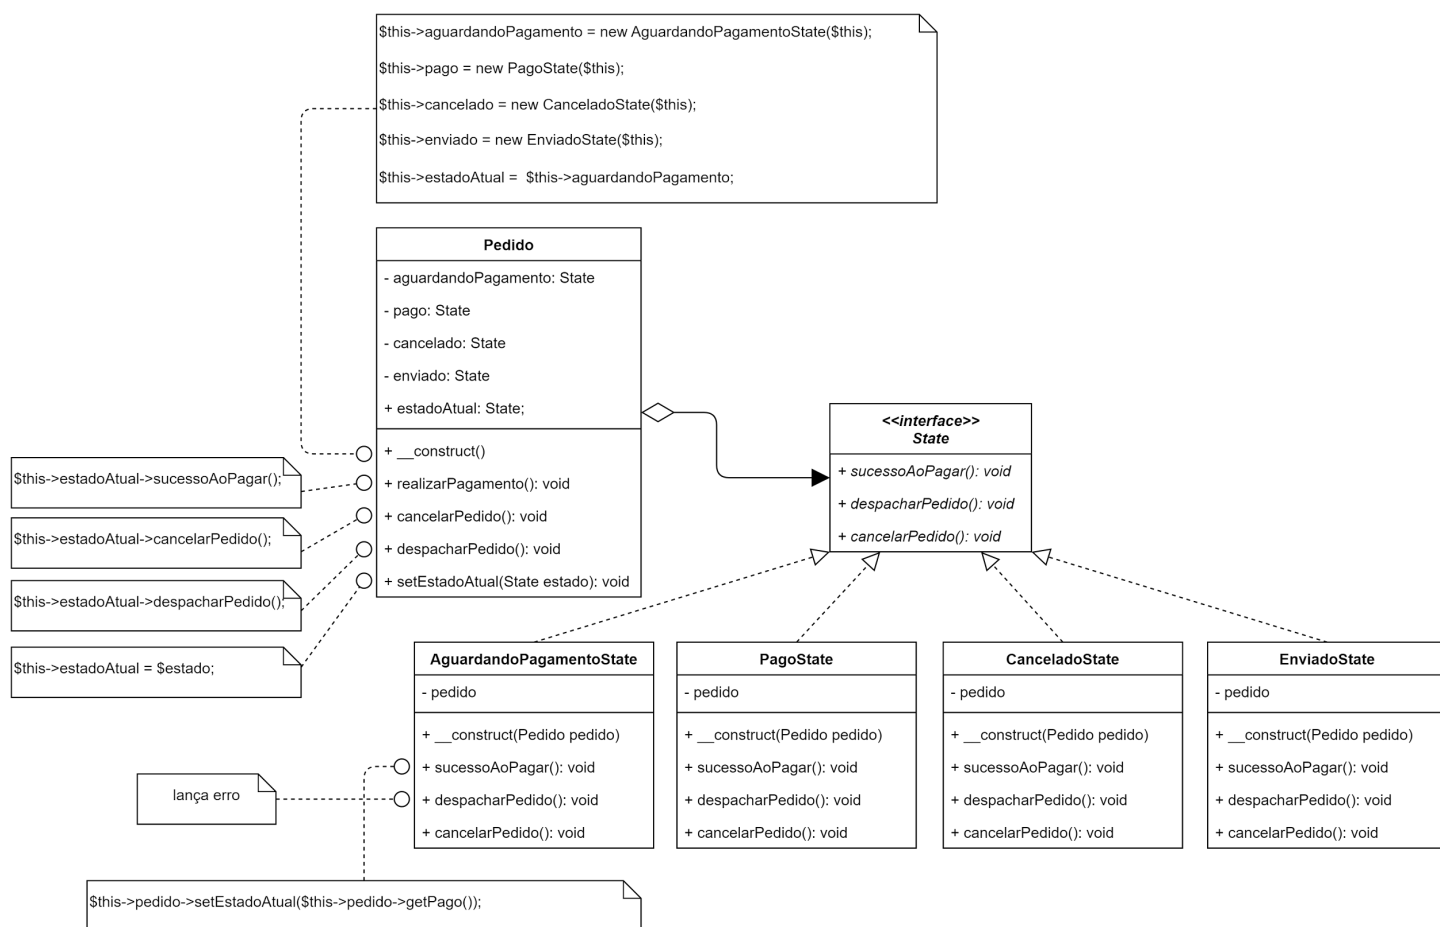 $this->aguardandoPagamento = new AguardandoPagamentoState($this);
$this->pago = new PagoState($this);
$this->cancelado = new CanceladoState($this);
$this->enviado = new EnviadoState($this);
$this->estadoAtual =  $this->aguardandoPagamento;
Pedido
- aguardandoPagamento: State
- pago: State
- cancelado: State
- enviado: State
+ estadoAtual: State;
+ __construct()
+ realizarPagamento(): void
+ cancelarPedido(): void
+ despacharPedido(): void
+ setEstadoAtual(State estado): void
$this->estadoAtual->sucessoAoPagar();
$this->estadoAtual->cancelarPedido();
$this->estadoAtual->despacharPedido();
$this->estadoAtual = $estado;
<<interface>>
State
+ sucessoAoPagar(): void
+ despacharPedido(): void
+ cancelarPedido(): void
AguardandoPagamentoState
- pedido
+ __construct(Pedido pedido)
+ sucessoAoPagar(): void
+ despacharPedido(): void
+ cancelarPedido(): void
PagoState
- pedido
+ __construct(Pedido pedido)
+ sucessoAoPagar(): void
+ despacharPedido(): void
+ cancelarPedido(): void
CanceladoState
- pedido
+ __construct(Pedido pedido)
+ sucessoAoPagar(): void
+ despacharPedido(): void
+ cancelarPedido(): void
EnviadoState
- pedido
+ __construct(Pedido pedido)
+ sucessoAoPagar(): void
+ despacharPedido(): void
+ cancelarPedido(): void
lança erro
$this->pedido->setEstadoAtual($this->pedido->getPago());